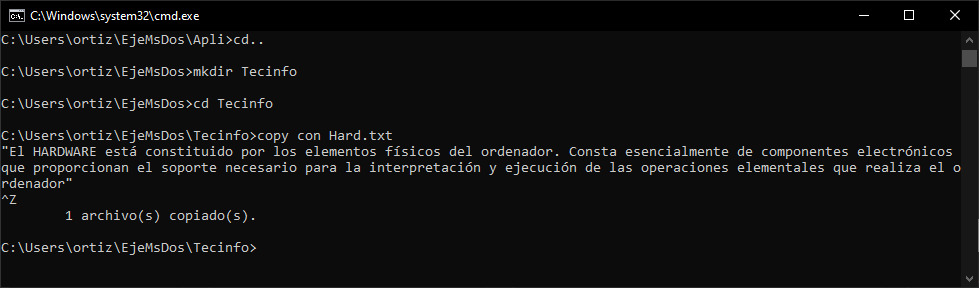 C:\Windows\system32\cmd.exe
C:\Users\ortiz\EjeMsDos\Apli>cd..
C:\Users\ortiz\EjeMsDos>mkdir Tecinfo
C:\Users\ortiz\EjeMsDos>cd Tecinfo
C:\Users\ortiz\EjeMsDos\Tecinfo>copy con Hard.txt
"El HARDWARE está constituido por los elementos físicos del ordenador. Consta esencialmente de componentes electrónicos
que proporcionan el soporte necesario para la interpretación y ejecución de las operaciones elementales que realiza el o
rdenador"
^Z
        1 archivo(s) copiado(s).
C:\Users\ortiz\EjeMsDos\Tecinfo>